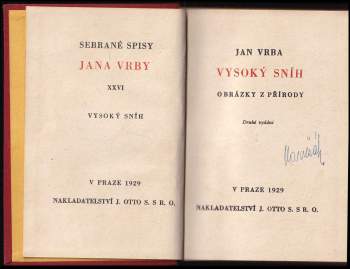 SEBRANÉ SPISY
JANA VRBY
XXVI
VYSOKÝ SNÍH
V PRAZE 1929
NAKLADATELSTVÍ J. OTTO S. S R. O.
JAN VRBA
VYSOKÝ SNÍH
OBRÁZKY Z PŘÍRODY
Druhé vydání
V PRAZE 1929
NAKLADATELSTVÍ J. OTTO S. S R. O.